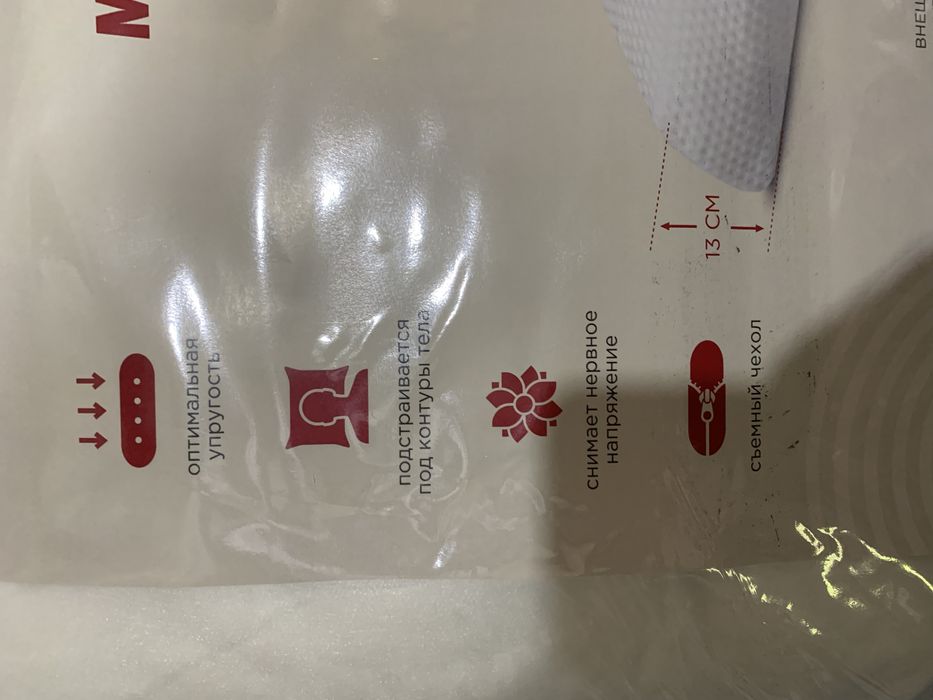 13 СМ
оптимальная
упругость
подстраивается
под контуры тела
снимает нервное
напряжение
съемный чехол